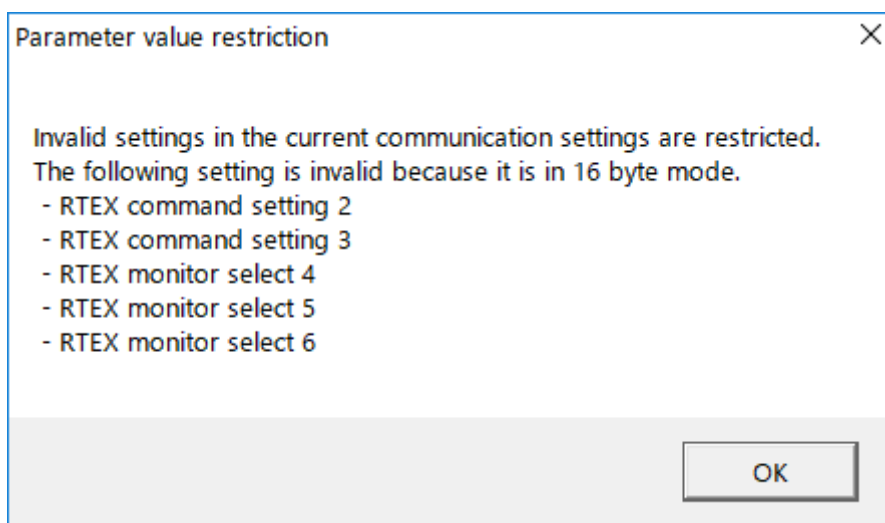 Parameter value restriction
Invalid settings in the current communication settings are restricted.
The following setting is invalid because it is in 16 byte mode.
- RTEX command setting 2
- RTEX command setting 3
- RTEX monitor select 4
- RTEX monitor select 5
- RTEX monitor select 6
OK